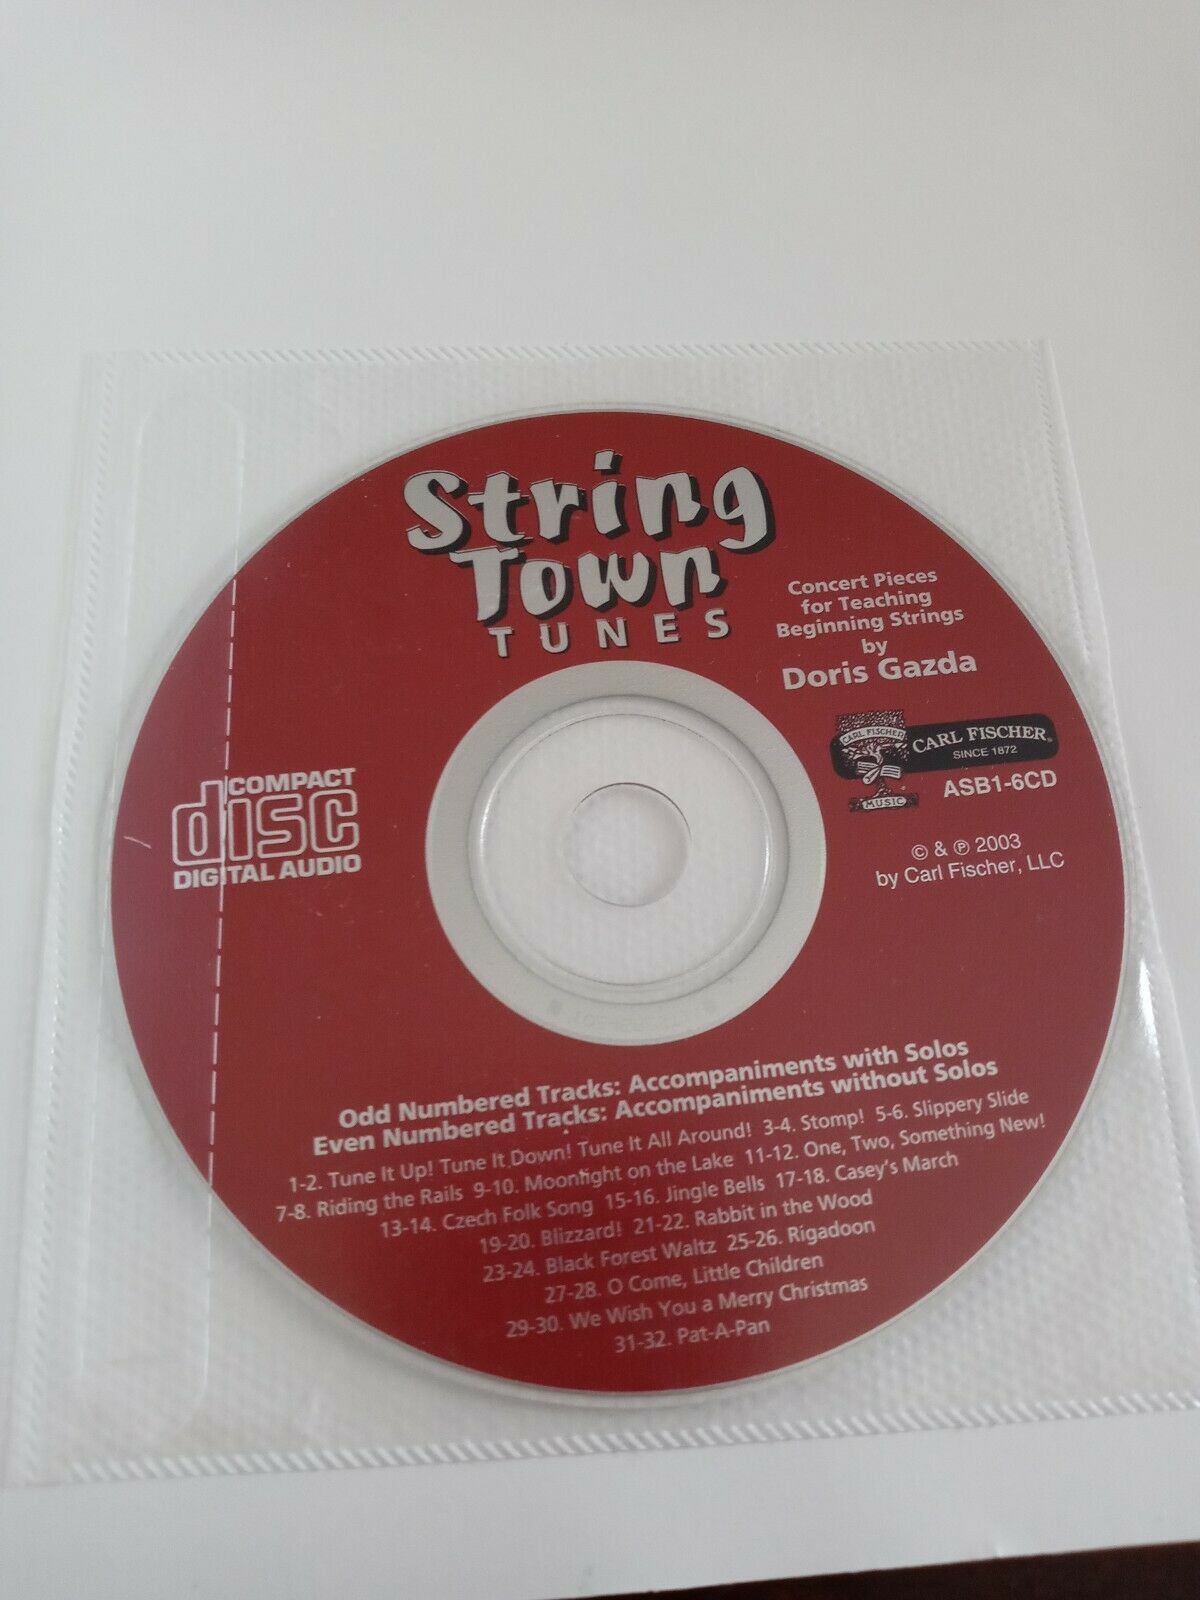 String
Town
TUNES
Concert Pieces
for Teaching
Beginning Strings
by
Doris Gazda
CARL FISCHER
MUSIC
CARL FISCHER®
SINCE 1872
ASB1-6CD
© & ℗ 2003
by Carl Fischer, LLC
COMPACT
disc
DIGITAL AUDIO
Odd Numbered Tracks: Accompaniments with Solos
Even Numbered Tracks: Accompaniments without Solos
1-2. Tune It Up! Tune It Down! Tune It All Around! 3-4. Stomp! 5-6. Slippery Slide
7-8. Riding the Rails 9-10. Moonlight on the Lake 11-12. One, Two, Something New!
13-14. Czech Folk Song 15-16. Jingle Bells 17-18. Casey's March
19-20. Blizzard! 21-22. Rabbit in the Wood
23-24. Black Forest Waltz 25-26. Rigadoon
27-28. O Come, Little Children
29-30. We Wish You a Merry Christmas
31-32. Pat-A-Pan